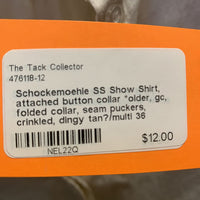 The Tack Collector
476118-12
Schockemoehle SS Show Shirt,
attached button collar *older, gc,
folded collar, seam puckers,
crinkled, dingy tan?/multi 36
$12.00
NEL22Q